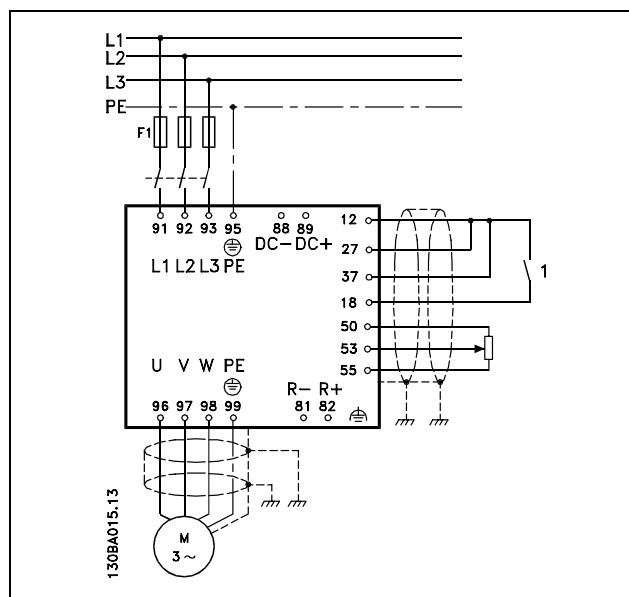 L1
L2
L3
PE
F1
91 92 93 95 88 89
DC- DC+
L1 L2 L3 PE
12
27
37
18
50
53
55
1
U V W PE
R- R+
96 97 98 99 81 82
M
3 ~
130BA015.13